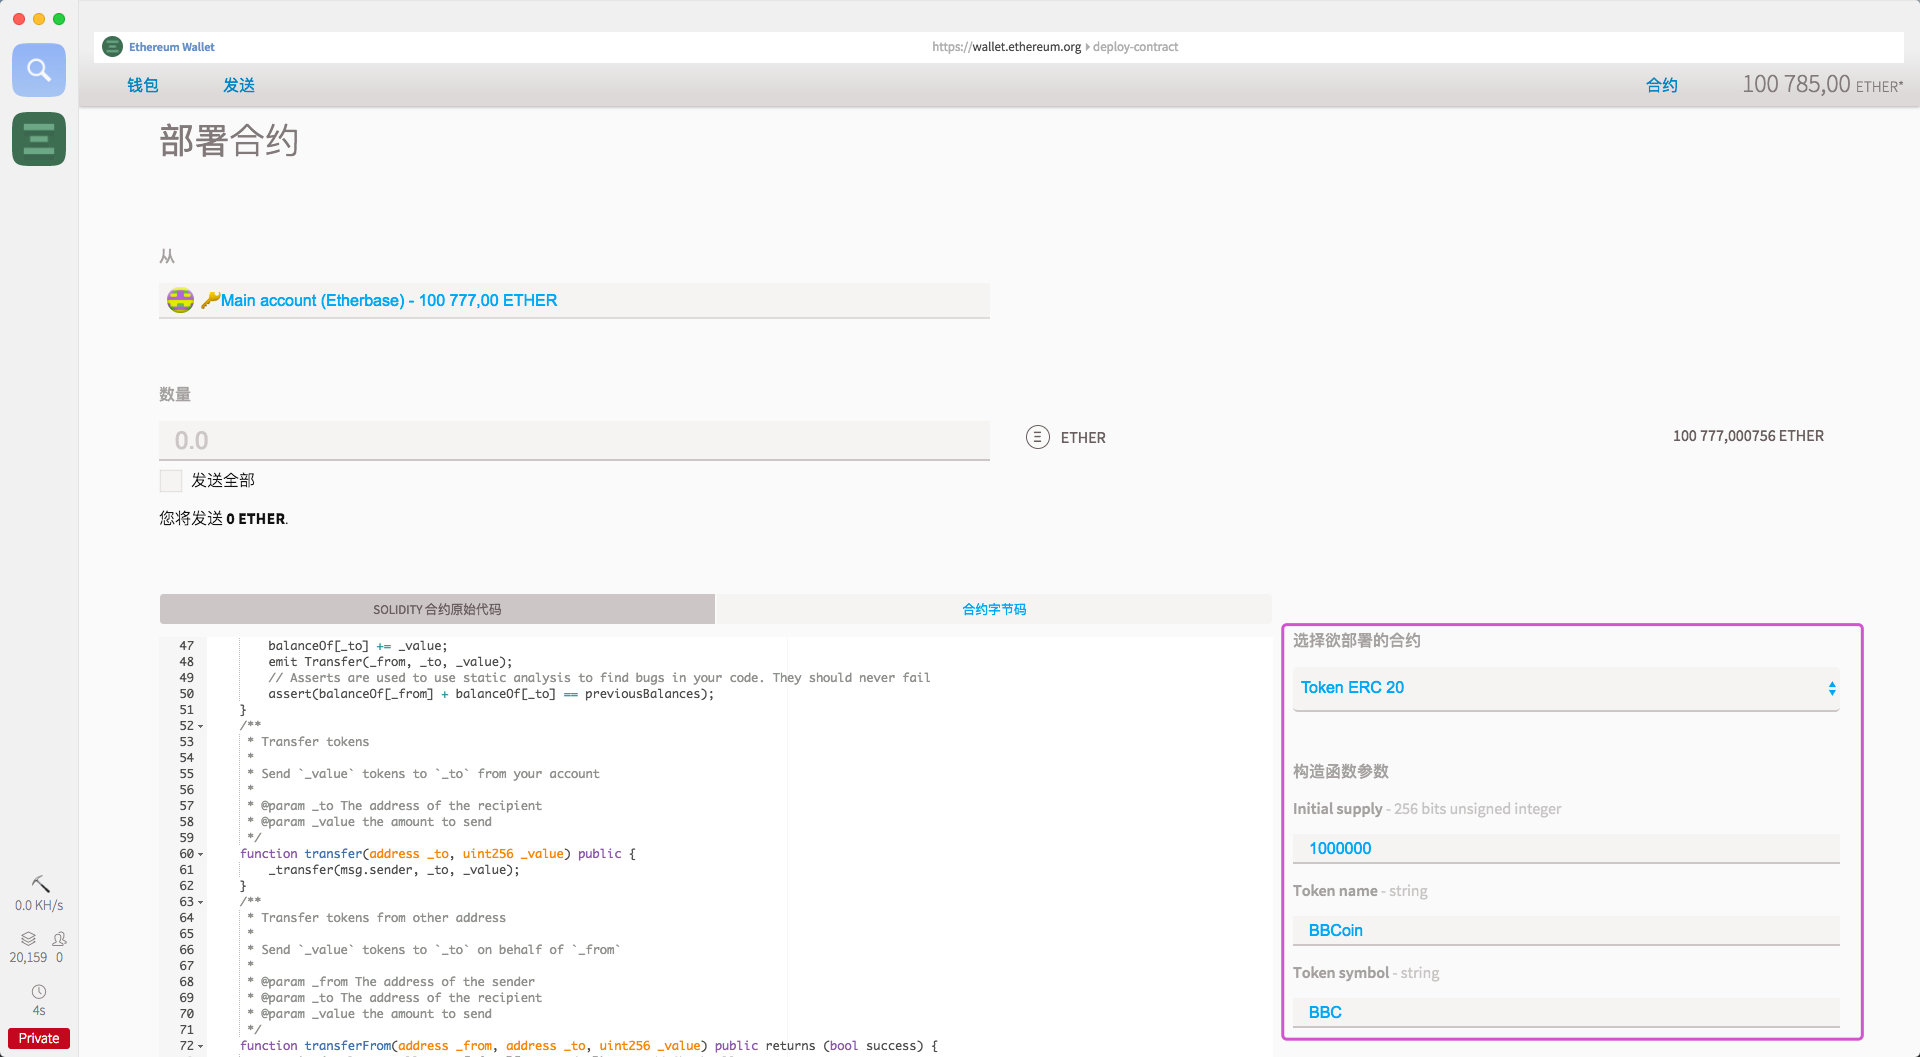 Ethereum Wallet
https://wallet.ethereum.org deploy-contract
钱包 发送 合约 100 785,00 ETHER*
部署合约
从
Main account (Etherbase) - 100 777,00 ETHER
数量
0.0 ETHER 100 777,000756 ETHER
发送全部
您将发送 0 ETHER.
SOLIDITY 合约原始代码 合约字节码
47 balanceOf[_to] += _value;
48 emit Transfer(_from, _to, _value);
49 // Asserts are used to use static analysis to find bugs in your code. They should never fail
50 assert(balanceOf[_from] + balanceOf[_to] == previousBalances);
51 }
52 /**
53 * Transfer tokens
54 *
55 * Send `_value` tokens to `_to` from your account
56 *
57 * @param _to The address of the recipient
58 * @param _value the amount to send
59 */
60 function transfer(address _to, uint256 _value) public {
61 _transfer(msg.sender, _to, _value);
62 }
63 /**
64 * Transfer tokens from other address
65 *
66 * Send `_value` tokens to `_to` on behalf of `_from`
67 *
68 * @param _from The address of the sender
69 * @param _to The address of the recipient
70 * @param _value the amount to send
71 */
72 function transferFrom(address _from, address _to, uint256 _value) public returns (bool success) {
选择欲部署的合约
Token ERC 20
构造函数参数
Initial supply - 256 bits unsigned integer
1000000
Token name - string
BBCoin
Token symbol - string
BBC
0.0 KH/s
20,159 0
4s
Private